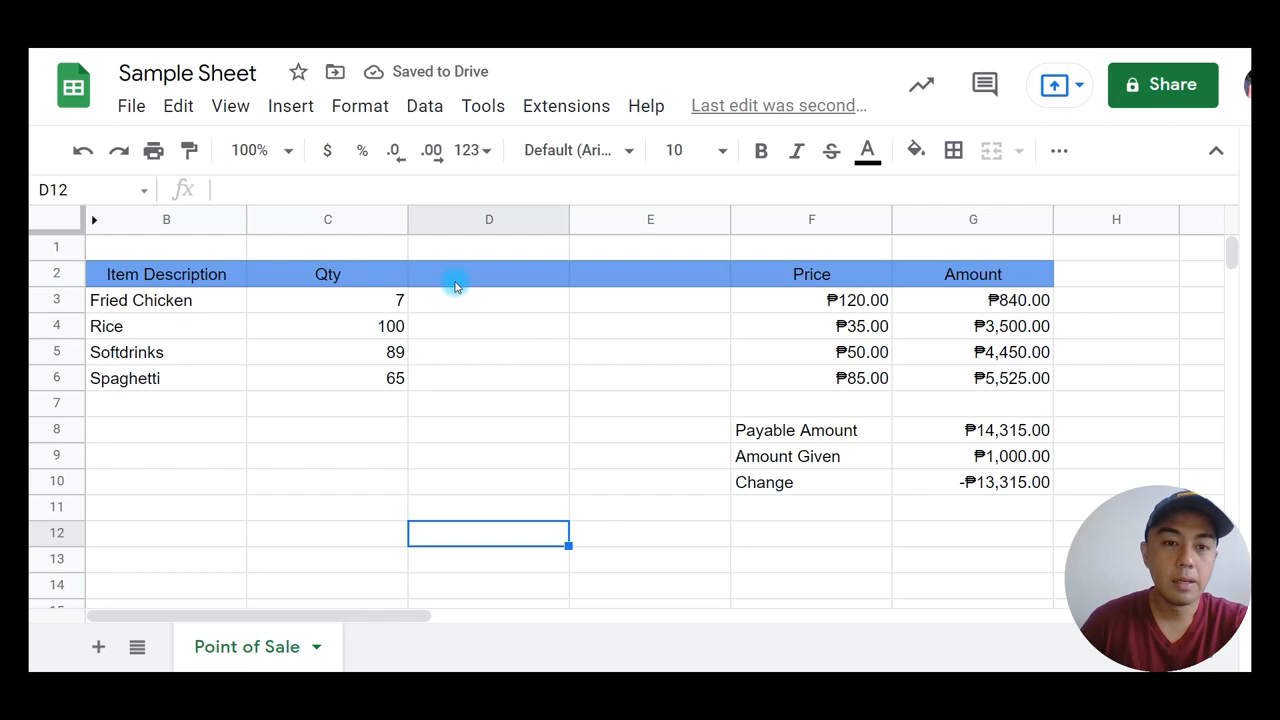 Sample Sheet Saved to Drive
File Edit View Insert Format Data Tools Extensions Help Last edit was second... Share
100% $ % .0 .00 123 Default (Ari... 10 B I S A ...
D12 fx
B C D E F G H
1
2 Item Description Qty Price Amount
3 Fried Chicken 7 ₱120.00 ₱840.00
4 Rice 100 ₱35.00 ₱3,500.00
5 Softdrinks 89 ₱50.00 ₱4,450.00
6 Spaghetti 65 ₱85.00 ₱5,525.00
7
8 Payable Amount ₱14,315.00
9 Amount Given ₱1,000.00
10 Change -₱13,315.00
11
12
13
14
Point of Sale